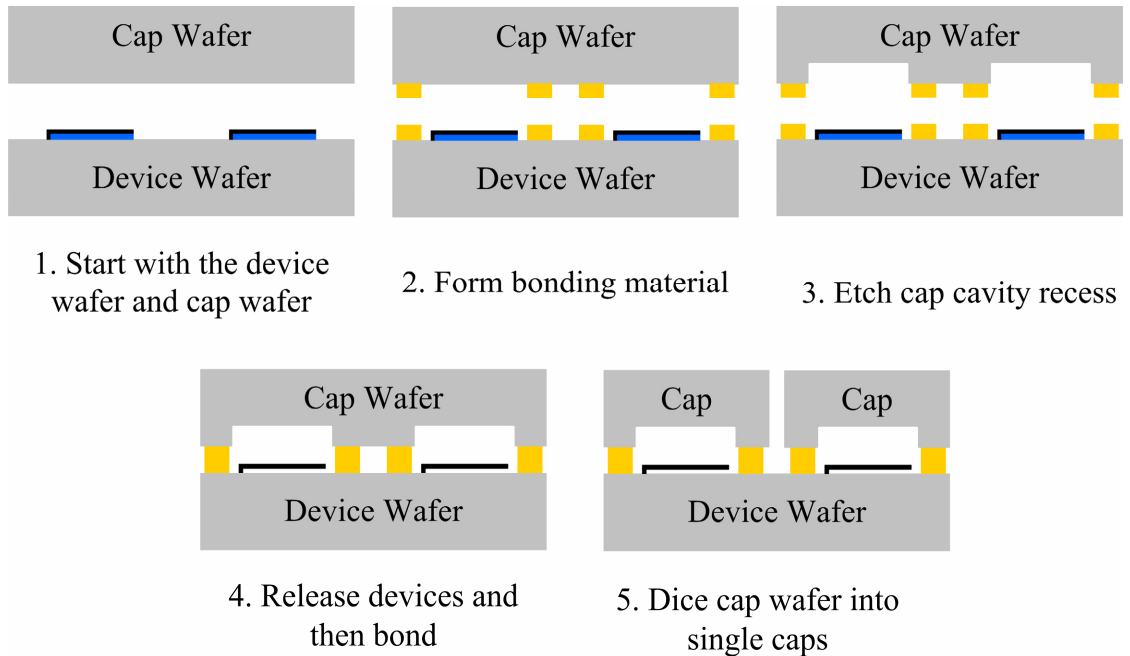 Cap Wafer
Device Wafer
1. Start with the device
wafer and cap wafer
Cap Wafer
Device Wafer
2. Form bonding material
Cap Wafer
Device Wafer
3. Etch cap cavity recess
Cap Wafer
Device Wafer
4. Release devices and
then bond
Cap
Cap
Device Wafer
5. Dice cap wafer into
single caps